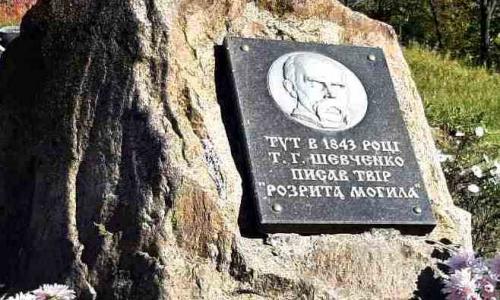 ТУТ В 1843 РОЦІ
Т. Г. ШЕВЧЕНКО
ПИСАВ ТВІР
"РОЗРИТА МОГИЛА"